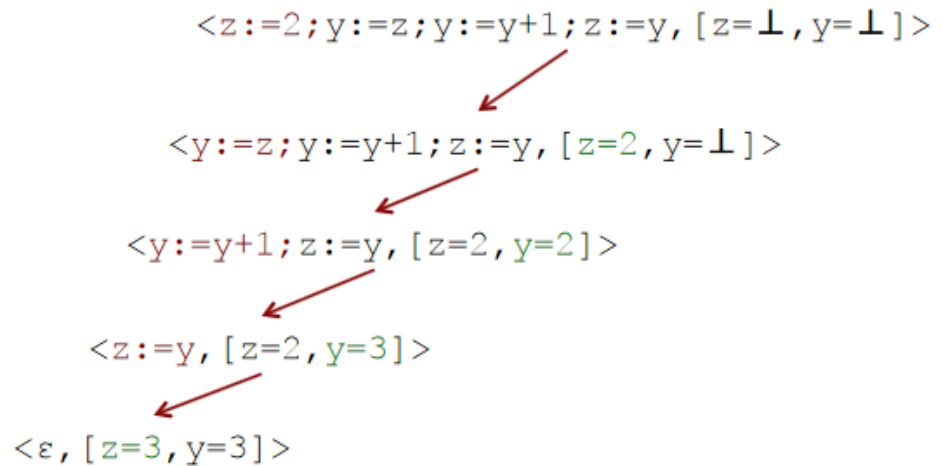 <z:=2;y:=z;y:=y+1;z:=y,[z=⊥,y=⊥]>
<y:=z;y:=y+1;z:=y,[z=2,y=⊥]>
<y:=y+1;z:=y,[z=2,y=2]>
<z:=y,[z=2,y=3]>
<ε,[z=3,y=3]>